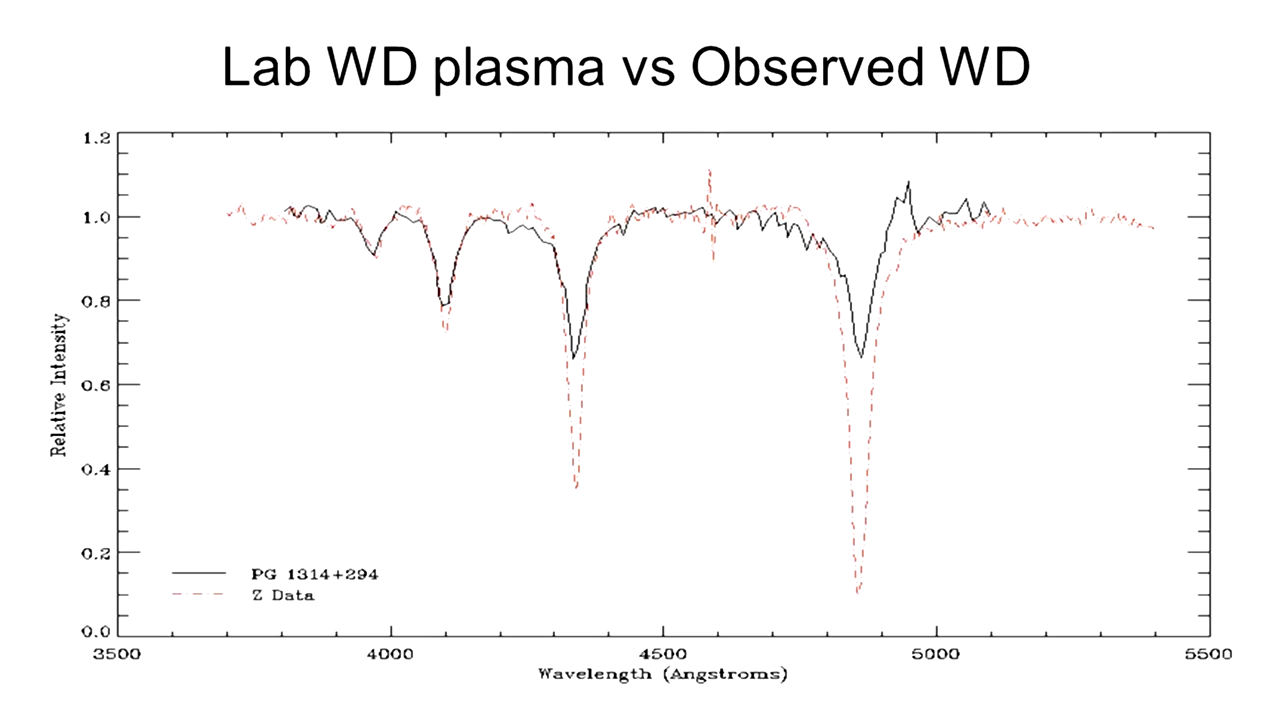 Lab WD plasma vs Observed WD
1.2
1.0
0.8
0.6
0.4
0.2
0.0
Relative Intensity
PG 1314+294
Z Data
3500 4000 4500 5000 5500
Wavelength (Angstroms)